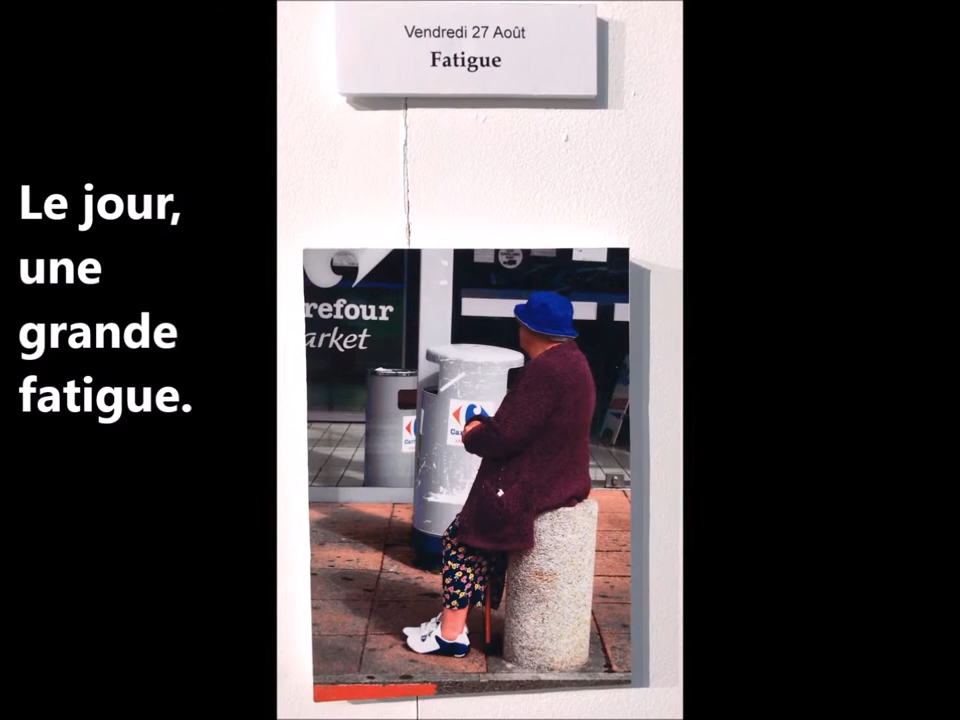 Vendredi 27 Août
Fatigue
Le jour,
une
grande
fatigue.
refour
arket